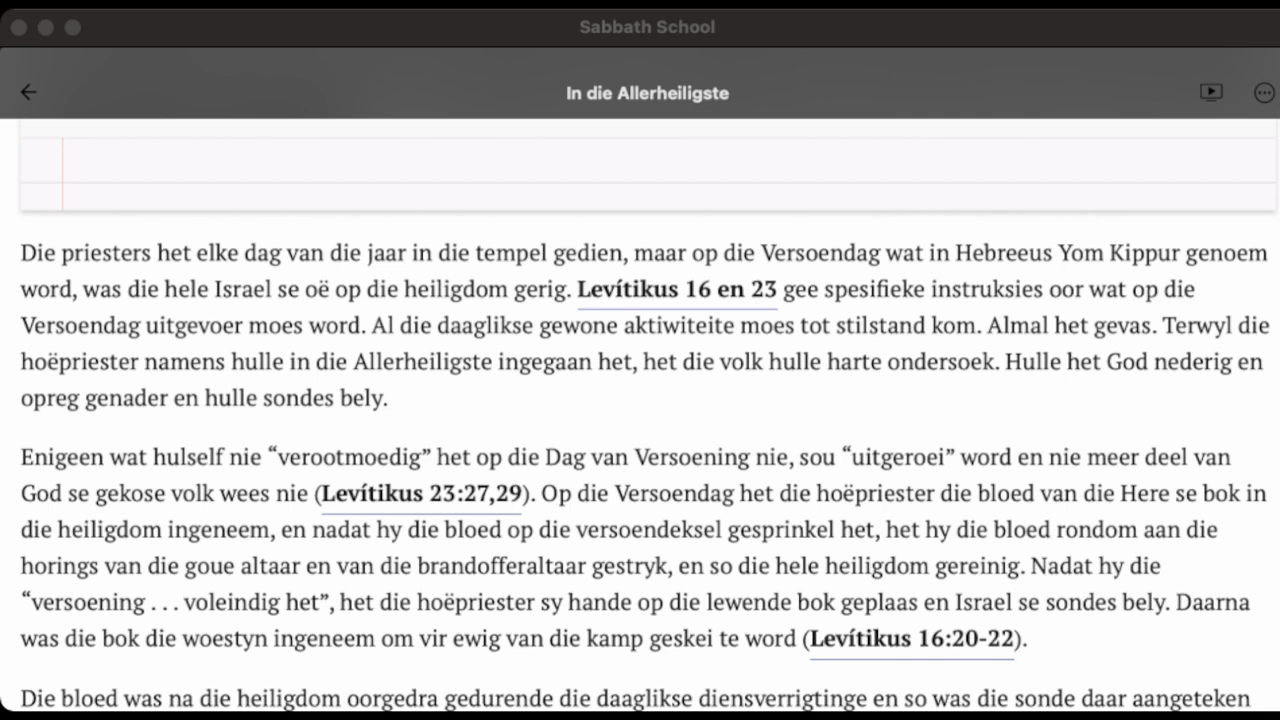 Sabbath School
In die Allerheiligste
Die priesters het elke dag van die jaar in die tempel gedien, maar op die Versoendag wat in Hebreeus Yom Kippur genoem
word, was die hele Israel se oë op die heiligdom gerig. Levítikus 16 en 23 gee spesifieke instruksies oor wat op die
Versoendag uitgevoer moes word. Al die daaglikse gewone aktiwiteite moes tot stilstand kom. Almal het gevas. Terwyl die
hoëpriester namens hulle in die Allerheiligste ingegaan het, het die volk hulle harte ondersoek. Hulle het God nederig en
opreg genader en hulle sondes bely.
Enigeen wat hulself nie “verootmoedig” het op die Dag van Versoening nie, sou “uitgeroei” word en nie meer deel van
God se gekose volk wees nie (Levítikus 23:27,29). Op die Versoendag het die hoëpriester die bloed van die Here se bok in
die heiligdom ingeneem, en nadat hy die bloed op die versoendeksel gesprinkel het, het hy die bloed rondom aan die
horings van die goue altaar en van die brandofferaltaar gestryk, en so die hele heiligdom gereinig. Nadat hy die
“versoening . . . voleindig het”, het die hoëpriester sy hande op die lewende bok geplaas en Israel se sondes bely. Daarna
was die bok die woestyn ingeneem om vir ewig van die kamp geskei te word (Levítikus 16:20-22).
Die bloed was na die heiligdom oorgedra gedurende die daaglikse diensverrigtinge en so was die sonde daar aangeteken